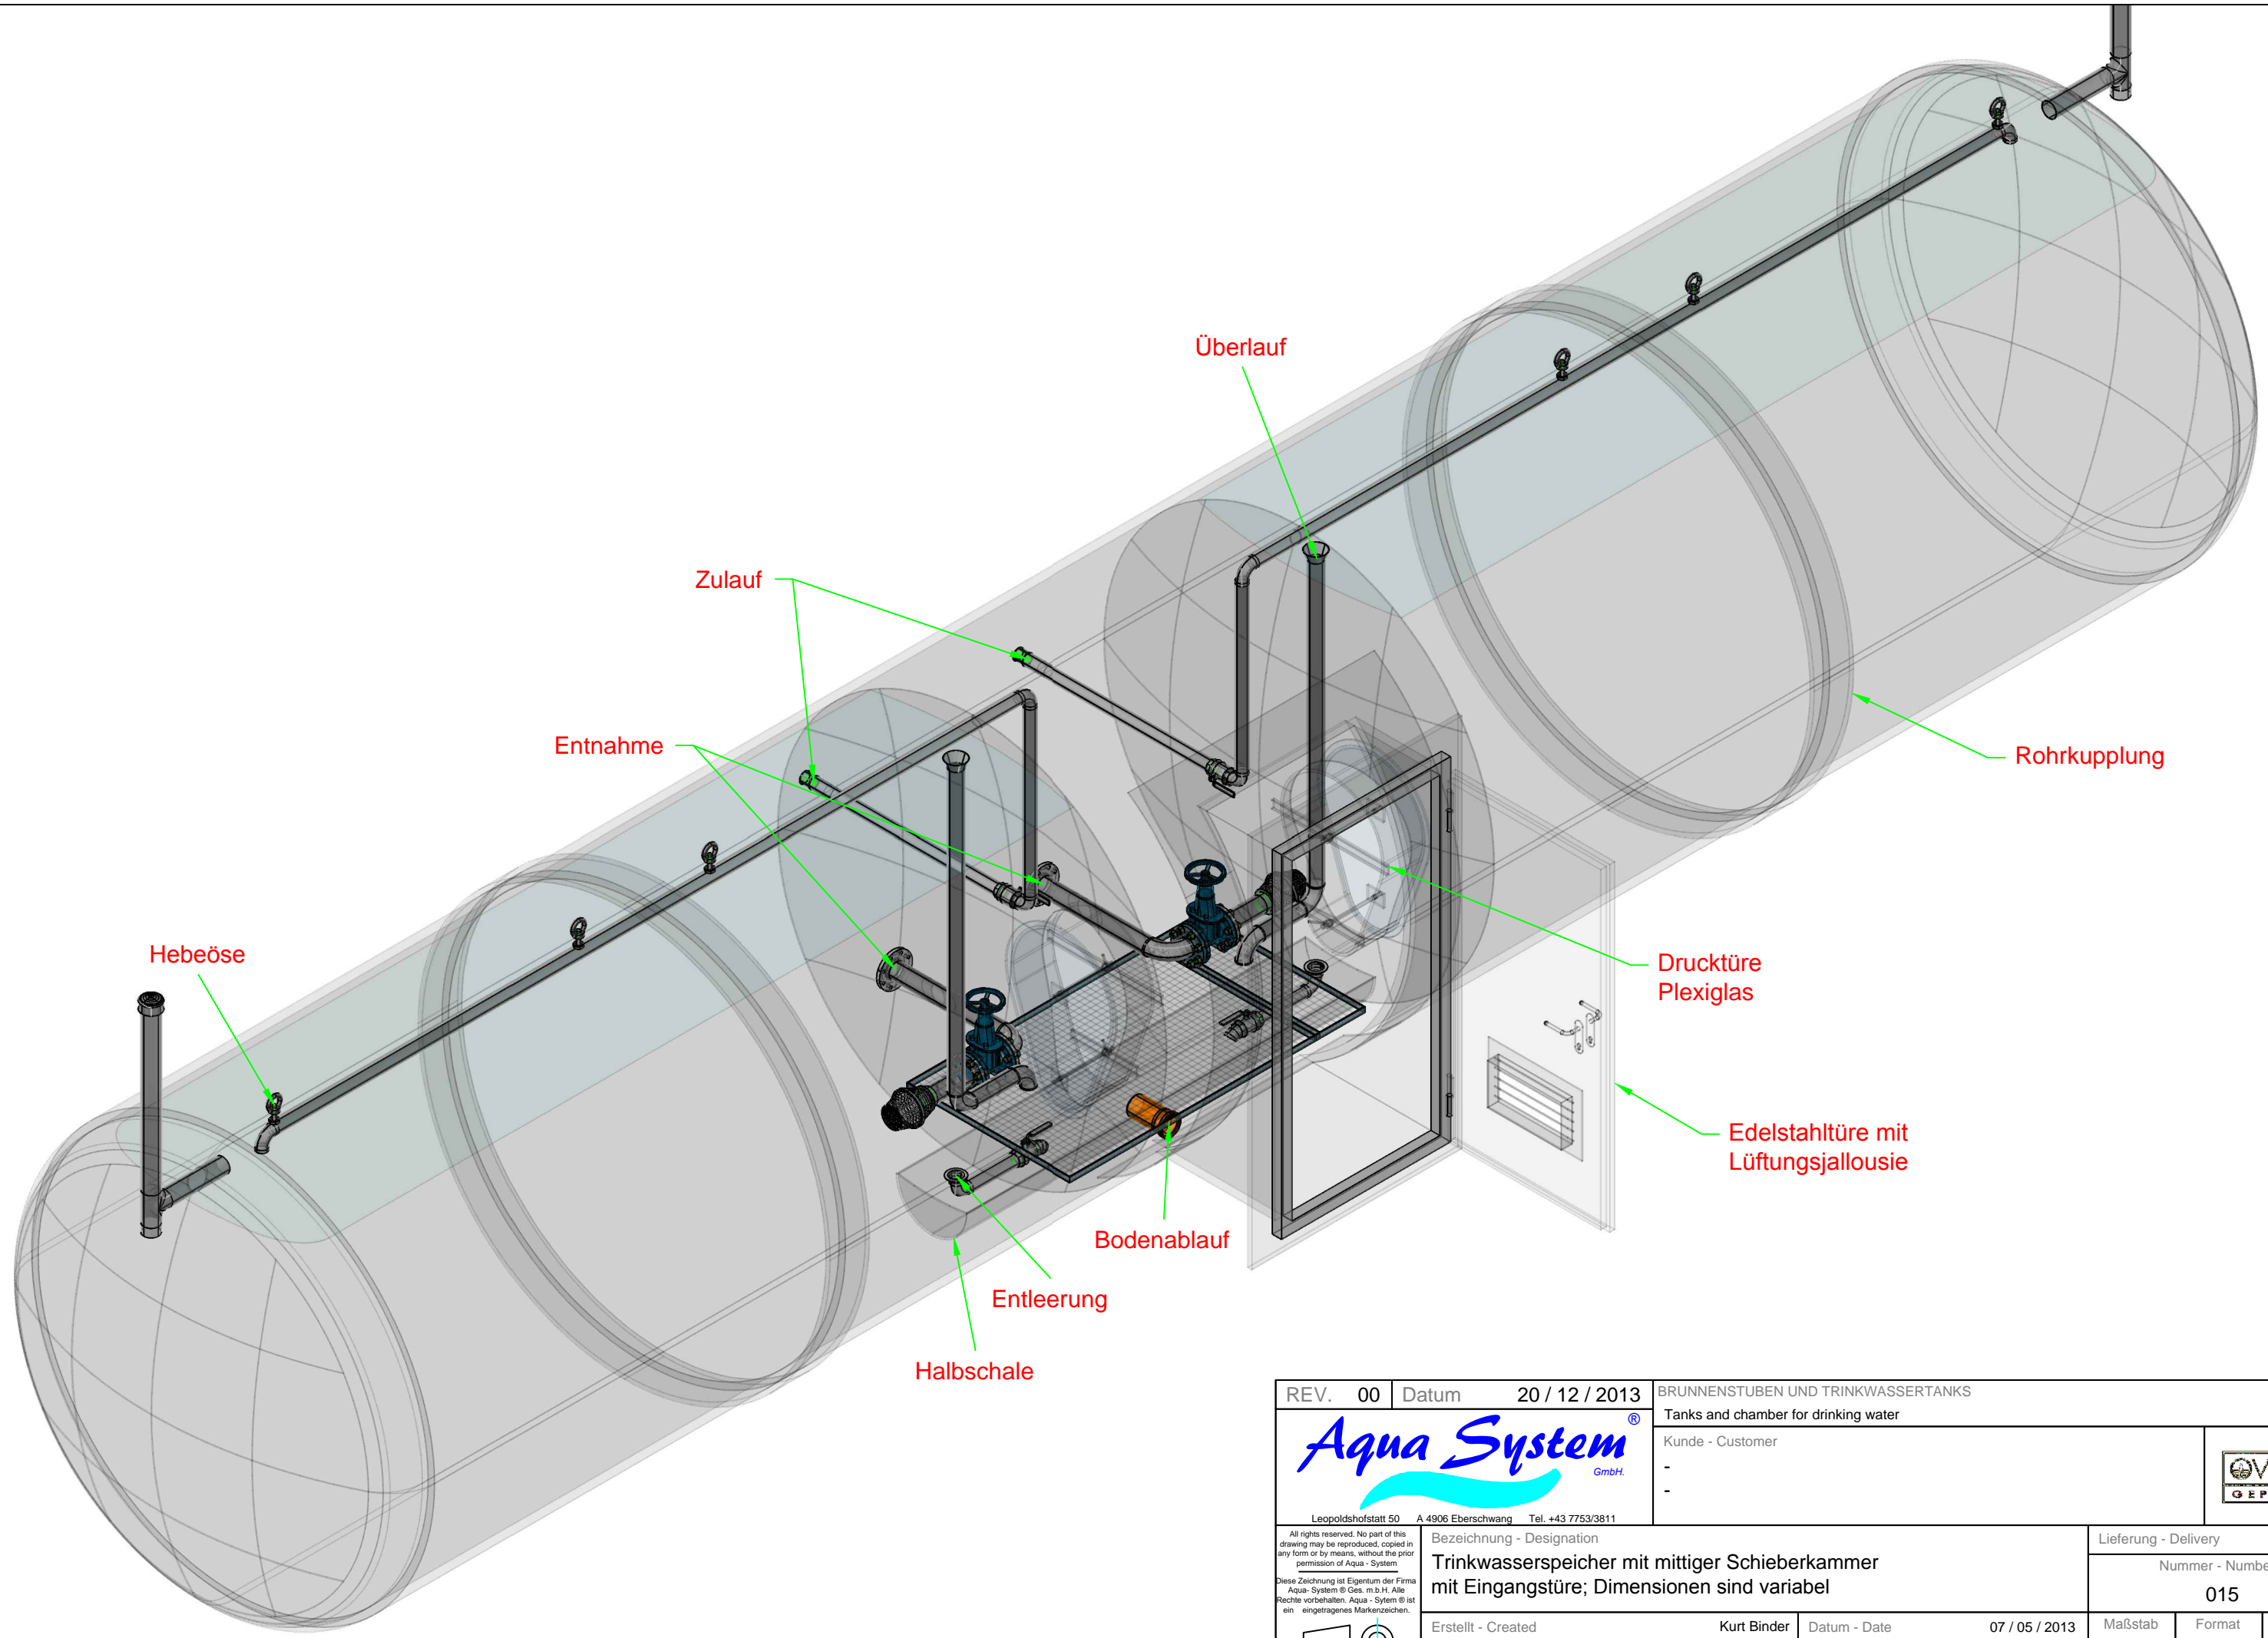 Überlauf
Zulauf
Entnahme
Rohrkupplung
Hebeöse
Drucktüre
Plexiglas
Edelstahltüre mit
Lüftungsjallousie
Bodenablauf
Entleerung
Halbschale
REV. 00 Datum 20 / 12 / 2013
BRUNNENSTUBEN UND TRINKWASSERTANKS
Tanks and chamber for drinking water
Aqua System ®
GmbH.
Leopoldshofstatt 50 A 4906 Eberschwang Tel. +43 7753/3811
Kunde - Customer
-
-
GEP
All rights reserved. No part of this
drawing may be reproduced, copied in
any form or by means, without the prior
permission of Aqua - System
Diese Zeichnung ist Eigentum der Firma
Aqua- System ® Ges. m.b.H. Alle
Rechte vorbehalten. Aqua - Sytem ® ist
ein eingetragenes Markenzeichen.
Bezeichnung - Designation
Trinkwasserspeicher mit mittiger Schieberkammer
mit Eingangstüre; Dimensionen sind variabel
Lieferung - Delivery
Nummer - Numbe
015
Erstellt - Created Kurt Binder Datum - Date 07 / 05 / 2013 Maßstab Format